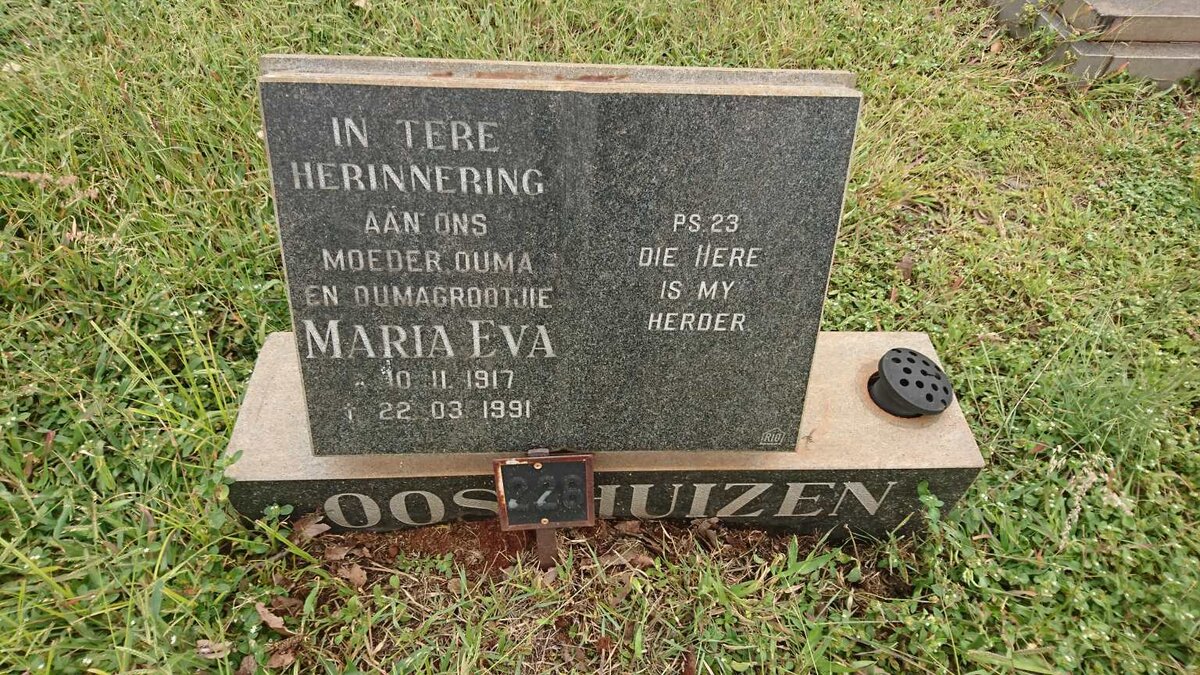 IN TERE
HERINNERING
AAN ONS
MOEDER, OUMA
EN OUMAGROOTJIE
MARIA EVA
10. 11. 1917
† 22. 03. 1991
PS. 23
DIE HERE
IS MY
HERDER.
RIO
OOS HUIZEN